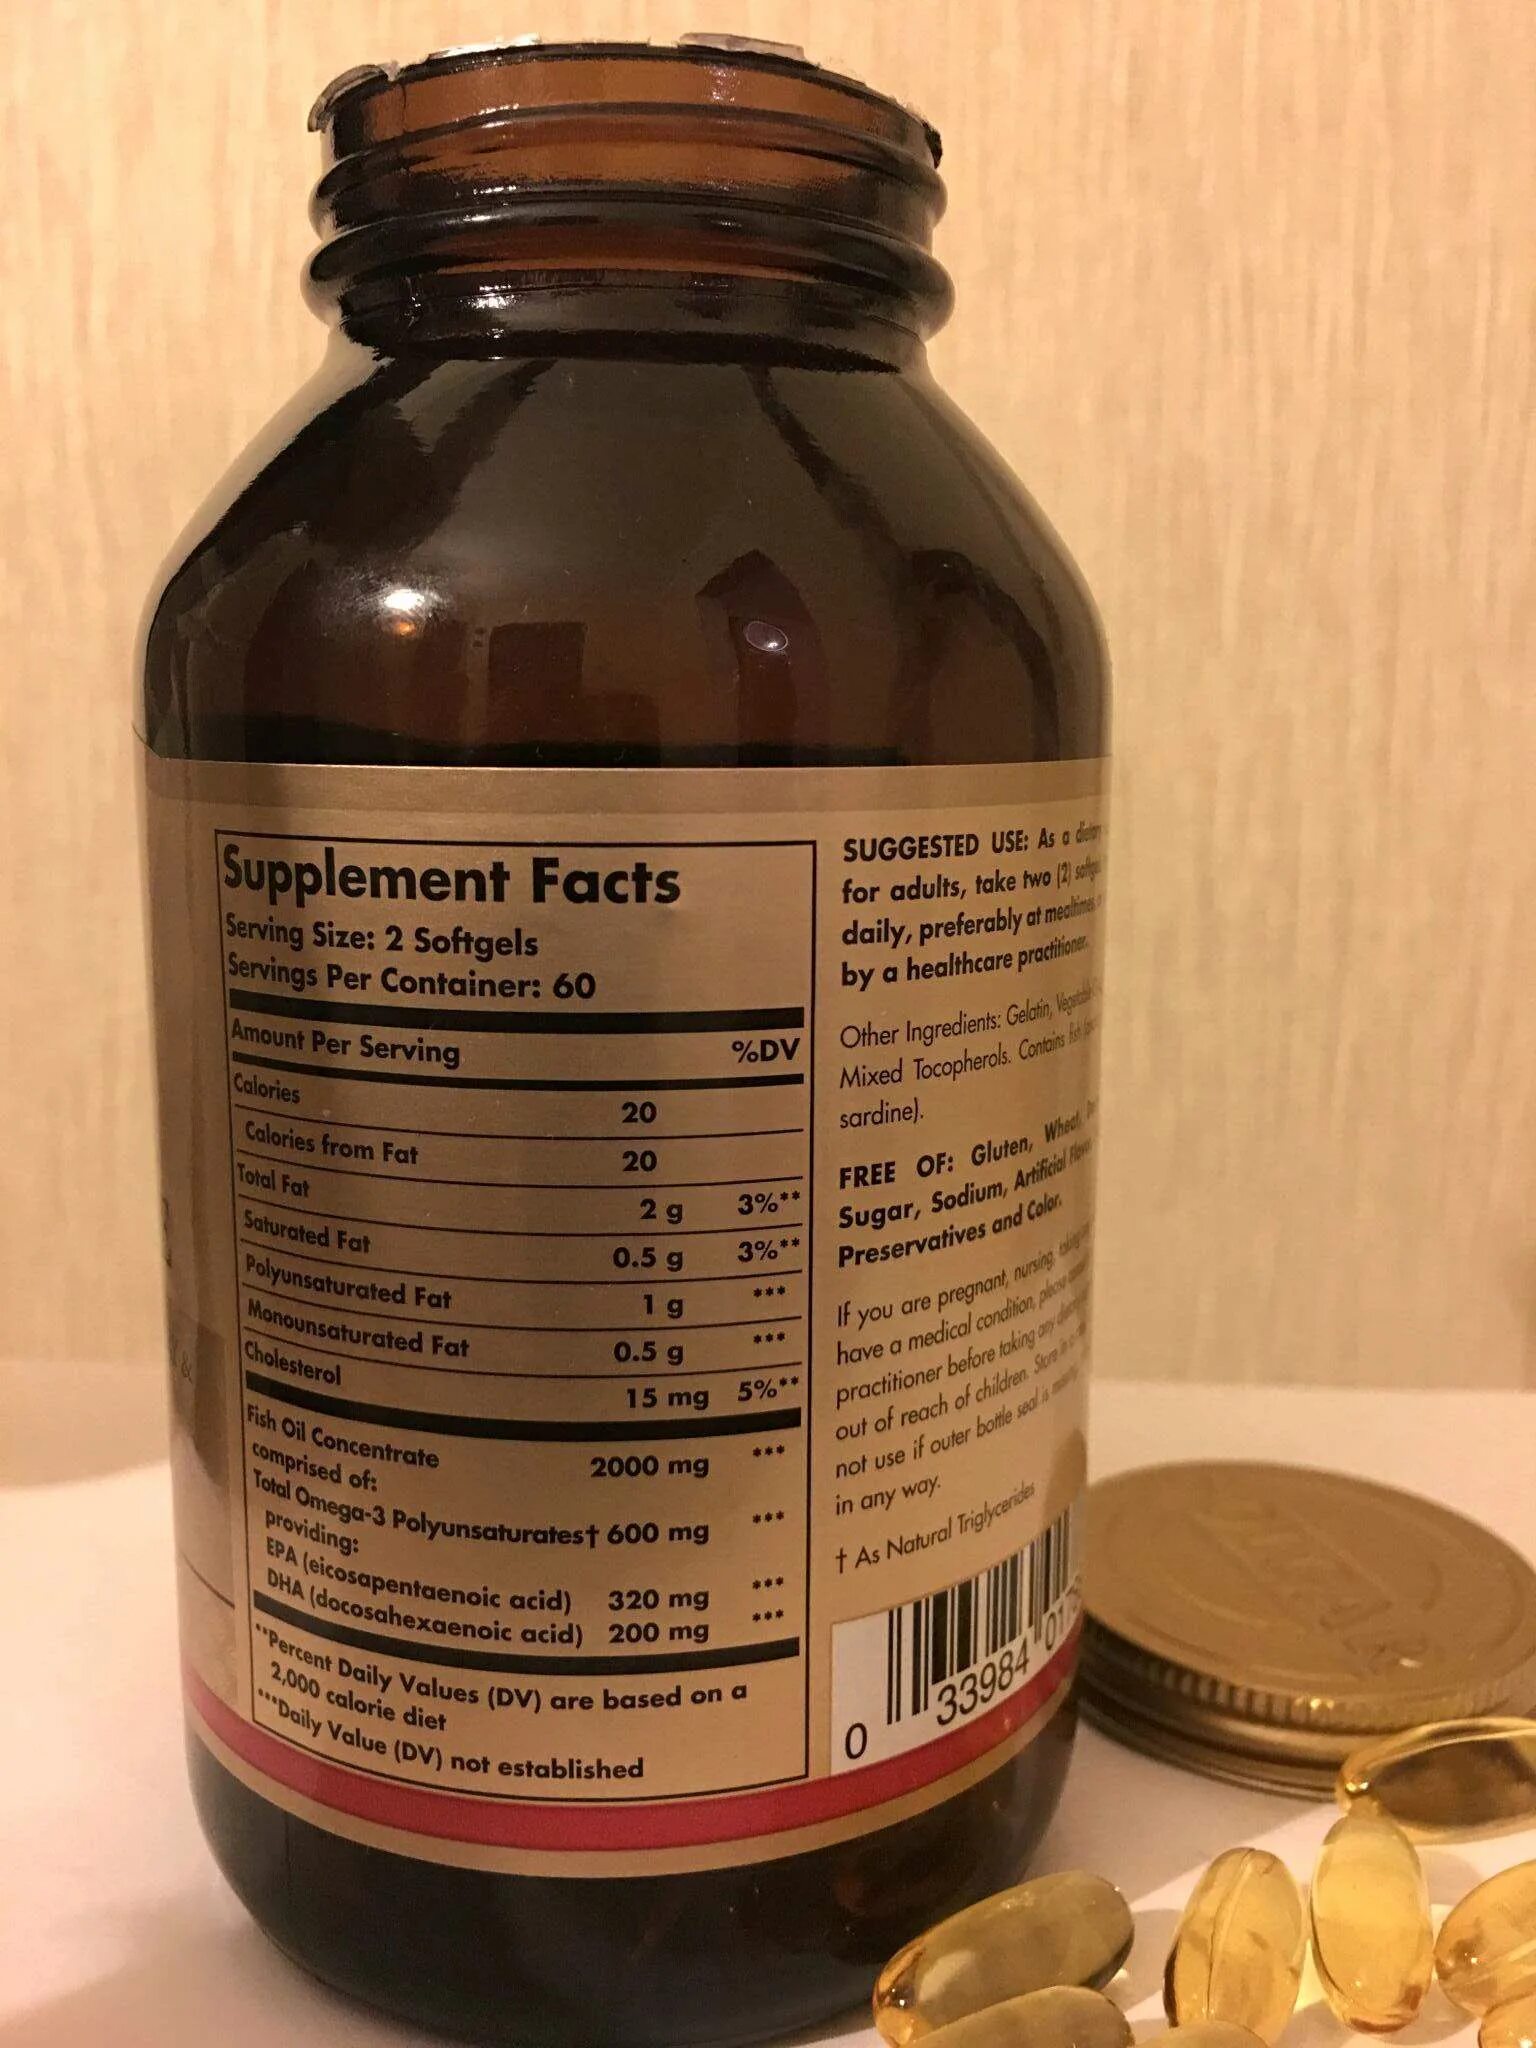 Supplement Facts
Serving Size: 2 Softgels
Servings Per Container: 60
Amount Per Serving %DV
Calories 20
Calories from Fat 20
Total Fat 2 g 3%**
Saturated Fat 0.5 g 3%**
Polyunsaturated Fat 1 g ***
Monounsaturated Fat 0.5 g ***
Cholesterol 15 mg 5%**
Fish Oil Concentrate 2000 mg ***
comprised of:
Total Omega-3 Polyunsaturates† 600 mg ***
providing:
EPA (eicosapentaenoic acid) 320 mg ***
DHA (docosahexaenoic acid) 200 mg ***
**Percent Daily Values (DV) are based on a
2,000 calorie diet
***Daily Value (DV) not established
SUGGESTED USE: As a dietary
for adults, take two (2)
daily, preferably at mealtimes
by a healthcare practitioner.
Other Ingredients: Gelatin,
Mixed Tocopherols. Contains fish
sardine).
FREE OF: Gluten, Wheat,
Sugar, Sodium, Artificial
Preservatives and Color.
If you are pregnant, nursing,
have a medical condition, please
practitioner before taking any
out of reach of children. Store
not use if outer bottle seal is
in any way.
† As Natural Triglycerides
0 33984 017